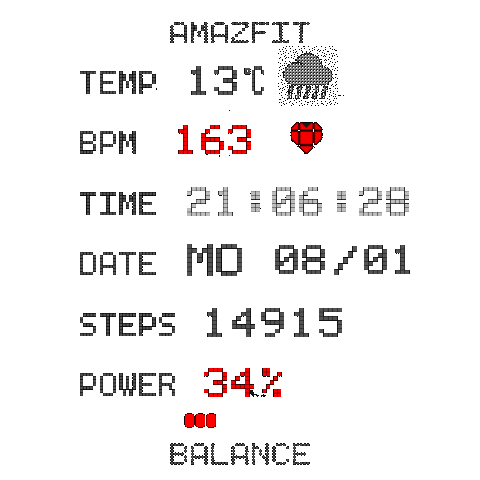 AMAZFIT
TEMP 13°C
BPM 163
TIME 21:06:28
DATE MO 08/01
STEPS 14915
POWER 34%
BALANCE